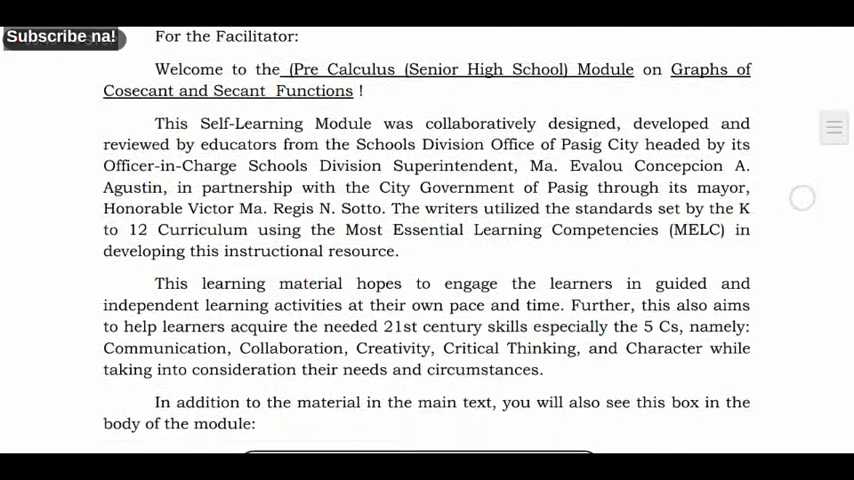 Subscribe na!
For the Facilitator:
Welcome to the (Pre Calculus (Senior High School) Module on Graphs of
Cosecant and Secant Functions !
This Self-Learning Module was collaboratively designed, developed and
reviewed by educators from the Schools Division Office of Pasig City headed by its
Officer-in-Charge Schools Division Superintendent, Ma. Evalou Concepcion A.
Agustin, in partnership with the City Government of Pasig through its mayor,
Honorable Victor Ma. Regis N. Sotto. The writers utilized the standards set by the K
to 12 Curriculum using the Most Essential Learning Competencies (MELC) in
developing this instructional resource.
This learning material hopes to engage the learners in guided and
independent learning activities at their own pace and time. Further, this also aims
to help learners acquire the needed 21st century skills especially the 5 Cs, namely:
Communication, Collaboration, Creativity, Critical Thinking, and Character while
taking into consideration their needs and circumstances.
In addition to the material in the main text, you will also see this box in the
body of the module: